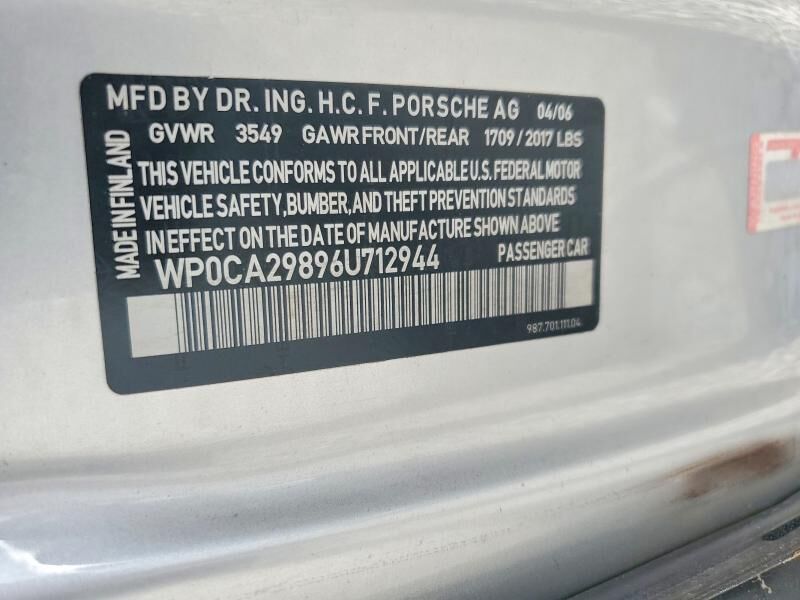 MFD BY DR. ING. H.C. F. PORSCHE AG 04/06
GVWR 3549 GAWR FRONT/REAR 1709 / 2017 LBS
THIS VEHICLE CONFORMS TO ALL APPLICABLE U.S. FEDERAL MOTOR
VEHICLE SAFETY, BUMPER, AND THEFT PREVENTION STANDARDS
IN EFFECT ON THE DATE OF MANUFACTURE SHOWN ABOVE
WP0CA29896U712944 PASSENGER CAR
987.701.111.04
MADE IN FINLAND